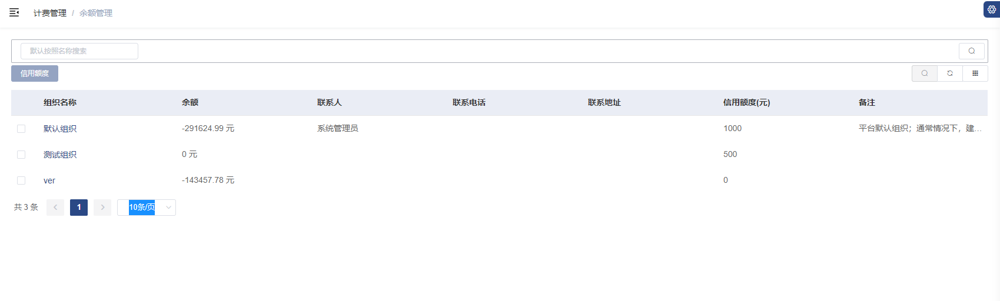 计费管理 / 余额管理
默认按照名称搜索
信用额度
组织名称 余额 联系人 联系电话 联系地址 信用额度(元) 备注
默认组织 -291624.99 元 系统管理员 1000 平台默认组织；通常情况下，建...
测试组织 0 元 500
ver -143457.78 元 0
共 3 条 1 10条/页